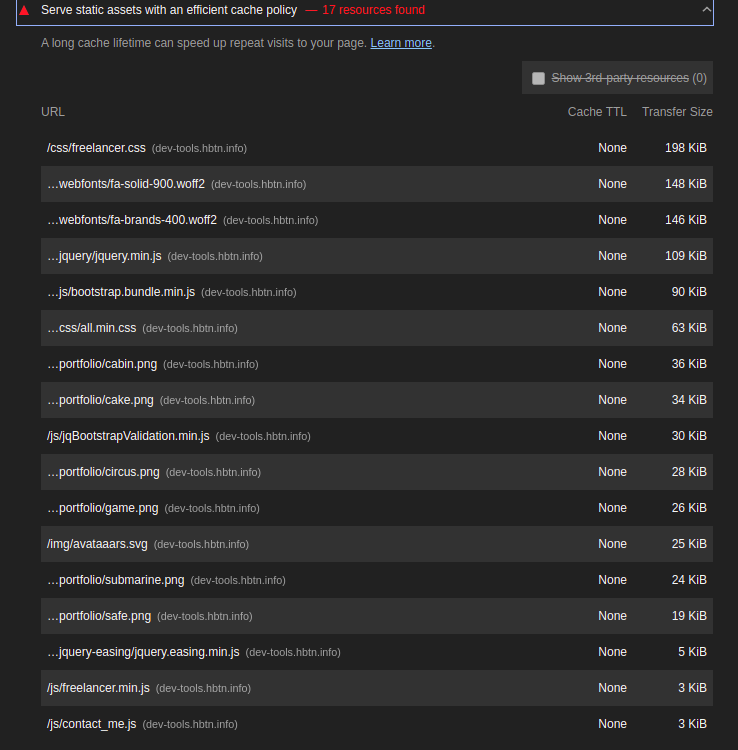 Serve static assets with an efficient cache policy — 17 resources found
A long cache lifetime can speed up repeat visits to your page. Learn more.
Show 3rd-party resources (0)
URL Cache TTL Transfer Size
/css/freelancer.css (dev-tools.hbtn.info) None 198 KiB
…webfonts/fa-solid-900.woff2 (dev-tools.hbtn.info) None 148 KiB
…webfonts/fa-brands-400.woff2 (dev-tools.hbtn.info) None 146 KiB
…jquery/jquery.min.js (dev-tools.hbtn.info) None 109 KiB
…js/bootstrap.bundle.min.js (dev-tools.hbtn.info) None 90 KiB
…css/all.min.css (dev-tools.hbtn.info) None 63 KiB
…portfolio/cabin.png (dev-tools.hbtn.info) None 36 KiB
…portfolio/cake.png (dev-tools.hbtn.info) None 34 KiB
/js/jqBootstrapValidation.min.js (dev-tools.hbtn.info) None 30 KiB
…portfolio/circus.png (dev-tools.hbtn.info) None 28 KiB
…portfolio/game.png (dev-tools.hbtn.info) None 26 KiB
/img/avataaars.svg (dev-tools.hbtn.info) None 25 KiB
…portfolio/submarine.png (dev-tools.hbtn.info) None 24 KiB
…portfolio/safe.png (dev-tools.hbtn.info) None 19 KiB
…jquery-easing/jquery.easing.min.js (dev-tools.hbtn.info) None 5 KiB
/js/freelancer.min.js (dev-tools.hbtn.info) None 3 KiB
/js/contact_me.js (dev-tools.hbtn.info) None 3 KiB